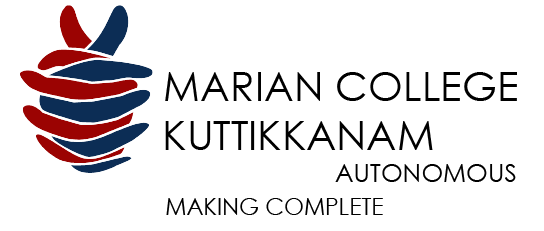 MARIAN COLLEGE
KUTTIKKANAM
AUTONOMOUS
MAKING COMPLETE